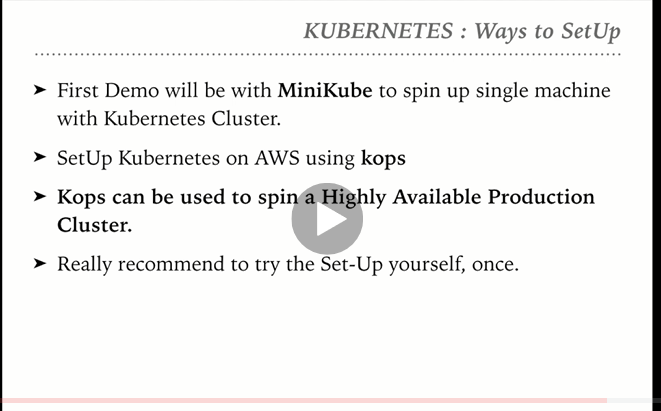 KUBERNETES : Ways to SetUp
➤ First Demo will be with MiniKube to spin up single machine
with Kubernetes Cluster.
➤ SetUp Kubernetes on AWS using kops
➤ Kops can be used to spin a Highly Available Production
Cluster.
➤ Really recommend to try the Set-Up yourself, once.